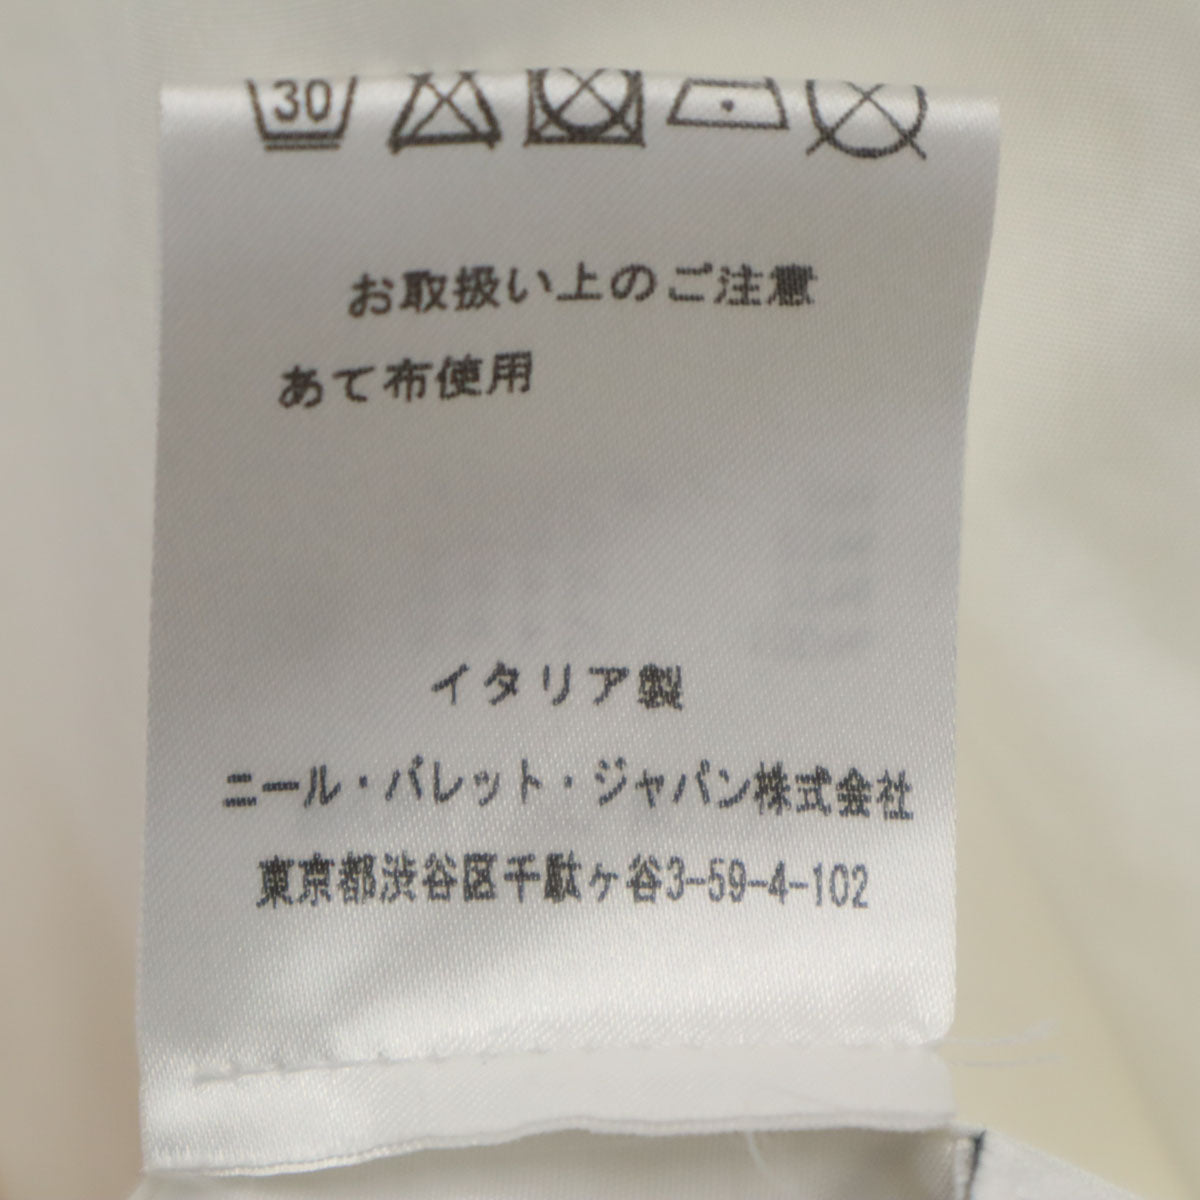 30
お取扱い上のご注意
あて布使用
イタリア製
ニール・バレット・ジャパン株式会社
東京都渋谷区千駄ヶ谷3-59-4-102